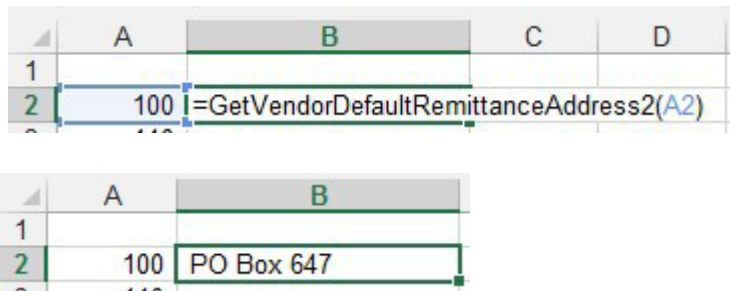 A B C D
1
2 100 =GetVendorDefaultRemittanceAddress2(A2)
A B
1
2 100 PO Box 647